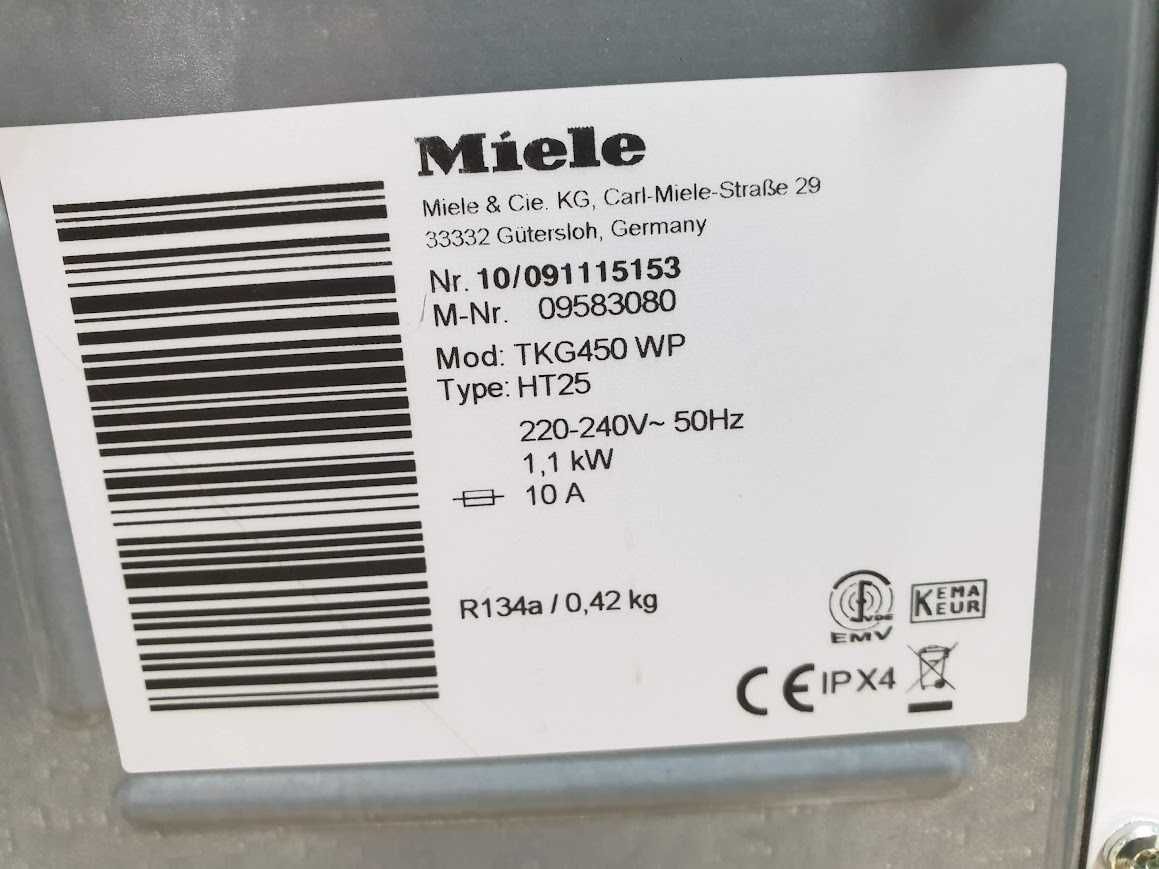 Miele
Miele & Cie. KG, Carl-Miele-Straße 29
33332 Gütersloh, Germany
Nr. 10/091115153
M-Nr. 09583080
Mod: TKG450 WP
Type: HT25
220-240V~ 50Hz
1,1 kW
10 A
R134a / 0,42 kg
VDE
EMV
KEMA
KEUR
CE IPX4